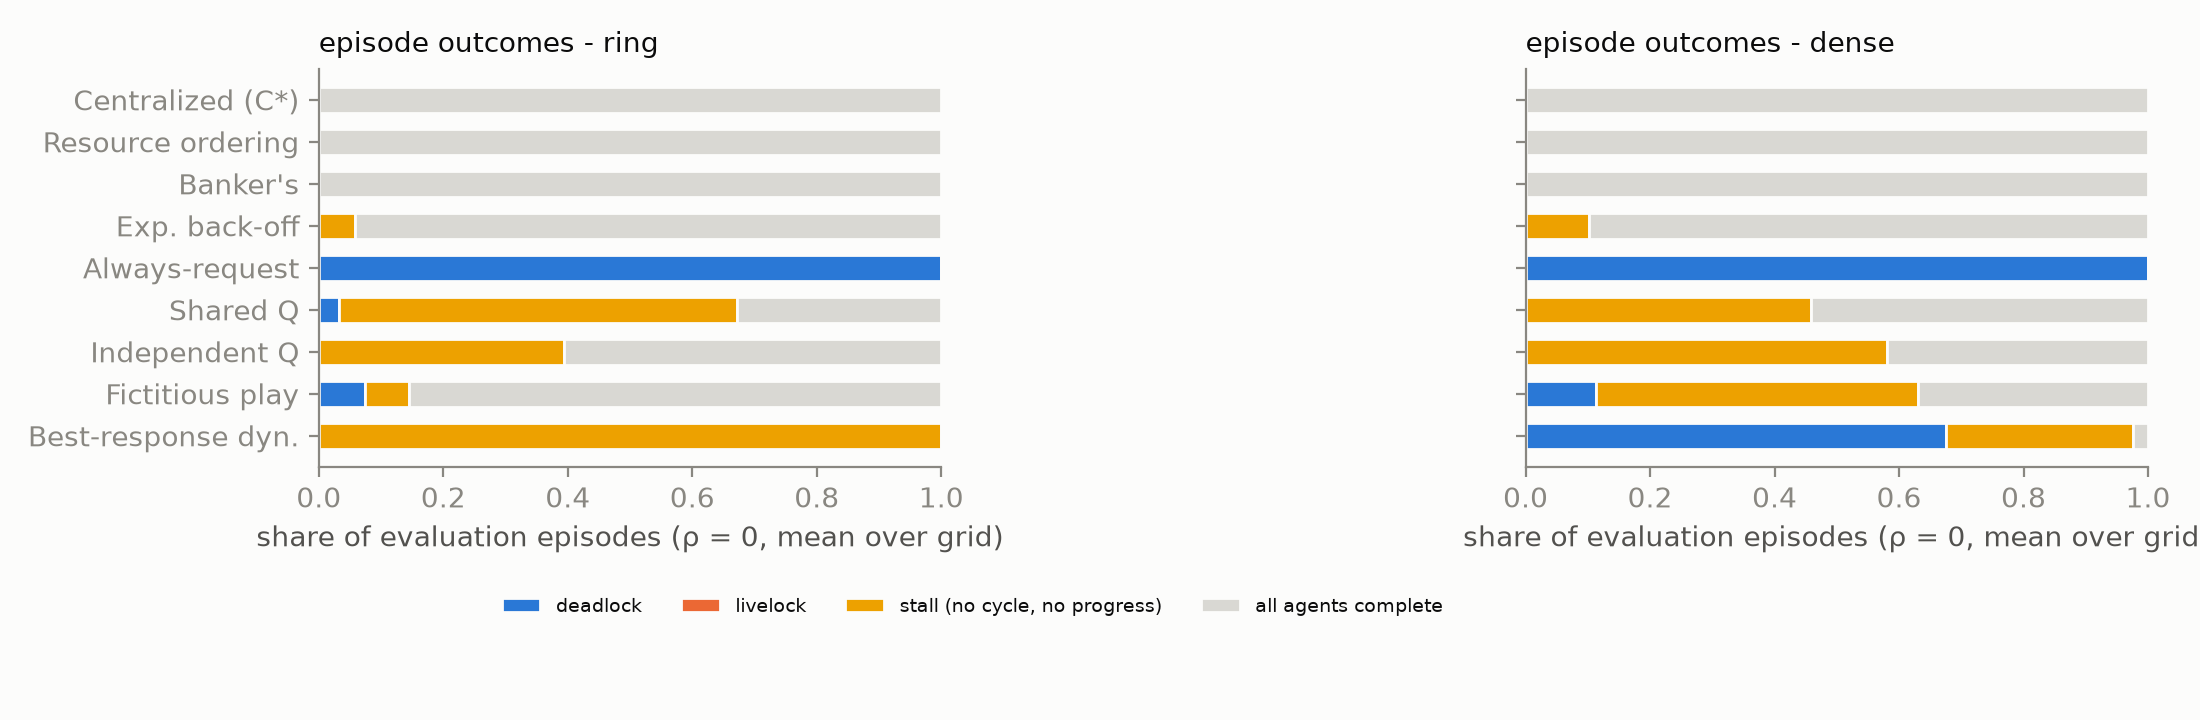 episode outcomes - ring
Centralized (C*)
Resource ordering
Banker's
Exp. back-off
Always-request
Shared Q
Independent Q
Fictitious play
Best-response dyn.
0.0 0.2 0.4 0.6 0.8 1.0
share of evaluation episodes (ρ = 0, mean over grid)
episode outcomes - dense
0.0 0.2 0.4 0.6 0.8 1.0
share of evaluation episodes (ρ = 0, mean over grid
deadlock livelock stall (no cycle, no progress) all agents complete